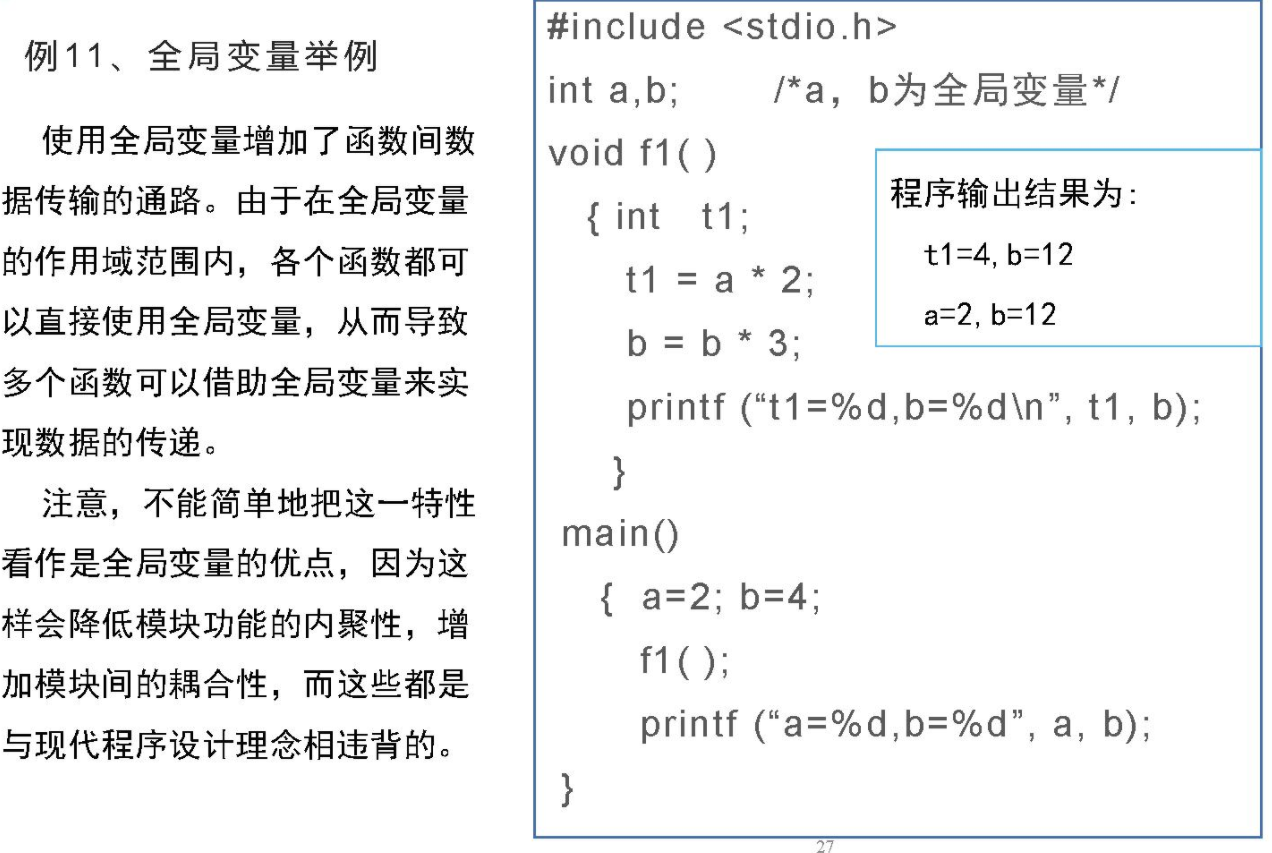 例11、全局变量举例
使用全局变量增加了函数间数
据传输的通路。由于在全局变量
的作用域范围内，各个函数都可
以直接使用全局变量，从而导致
多个函数可以借助全局变量来实
现数据的传递。
注意，不能简单地把这一特性
看作是全局变量的优点，因为这
样会降低模块功能的内聚性，增
加模块间的耦合性，而这些都是
与现代程序设计理念相违背的。
#include <stdio.h>
int a,b; /*a，b为全局变量*/
void f1( )
{ int t1;
t1 = a * 2;
b = b * 3;
printf (“t1=%d,b=%d\n”, t1, b);
}
main()
{ a=2; b=4;
f1( );
printf (“a=%d,b=%d”, a, b);
}
程序输出结果为:
t1=4, b=12
a=2, b=12
27